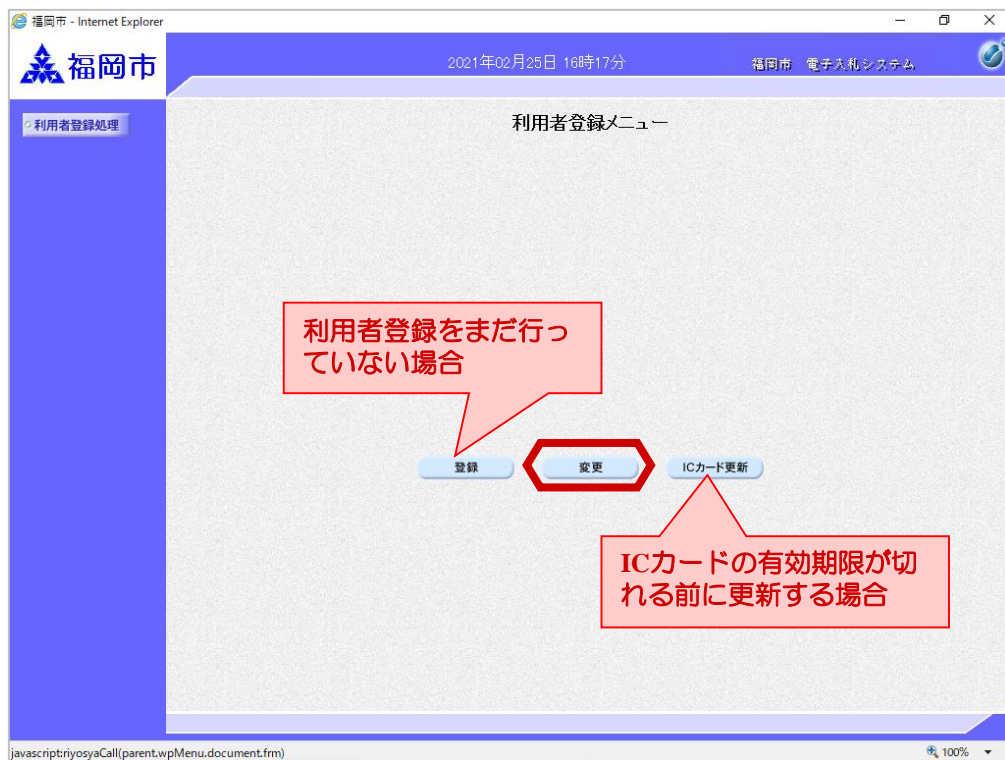 福岡市 - Internet Explorer
福岡市
2021年02月25日 16時17分
福岡市 電子入札システム
利用者登録処理
利用者登録メニュー
利用者登録をまだ行っ
ていない場合
登録
変更
ICカード更新
ICカードの有効期限が切
れる前に更新する場合
javascript:riyosyaCall(parent.wpMenu.document.frm)
100%